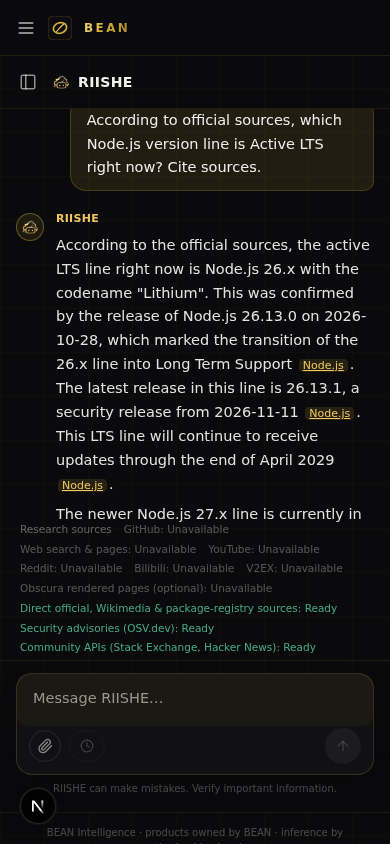 BEAN
RIISHE
According to official sources, which
Node.js version line is Active LTS
right now? Cite sources.
RIISHE
According to the official sources, the active
LTS line right now is Node.js 26.x with the
codename "Lithium". This was confirmed
by the release of Node.js 26.13.0 on 2026-
10-28, which marked the transition of the
26.x line into Long Term Support Node.js .
The latest release in this line is 26.13.1, a
security release from 2026-11-11 Node.js .
This LTS line will continue to receive
updates through the end of April 2029
Node.js .
The newer Node.js 27.x line is currently in
Research sources GitHub: Unavailable
Web search & pages: Unavailable YouTube: Unavailable
Reddit: Unavailable Bilibili: Unavailable V2EX: Unavailable
Obscura rendered pages (optional): Unavailable
Direct official, Wikimedia & package-registry sources: Ready
Security advisories (OSV.dev): Ready
Community APIs (Stack Exchange, Hacker News): Ready
Message RIISHE...
RIISHE can make mistakes. Verify important information.
N
BEAN Intelligence · products owned by BEAN · inference by